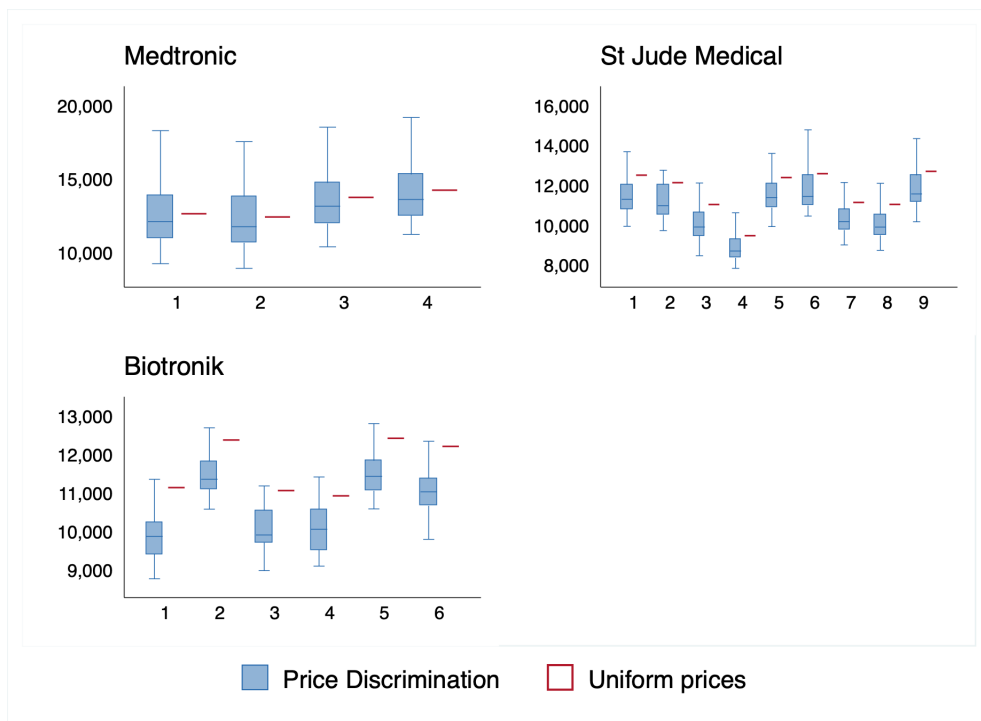 Medtronic
20,000
15,000
10,000
1 2 3 4
St Jude Medical
16,000
14,000
12,000
10,000
8,000
1 2 3 4 5 6 7 8 9
Biotronik
13,000
12,000
11,000
10,000
9,000
1 2 3 4 5 6
Price Discrimination Uniform prices